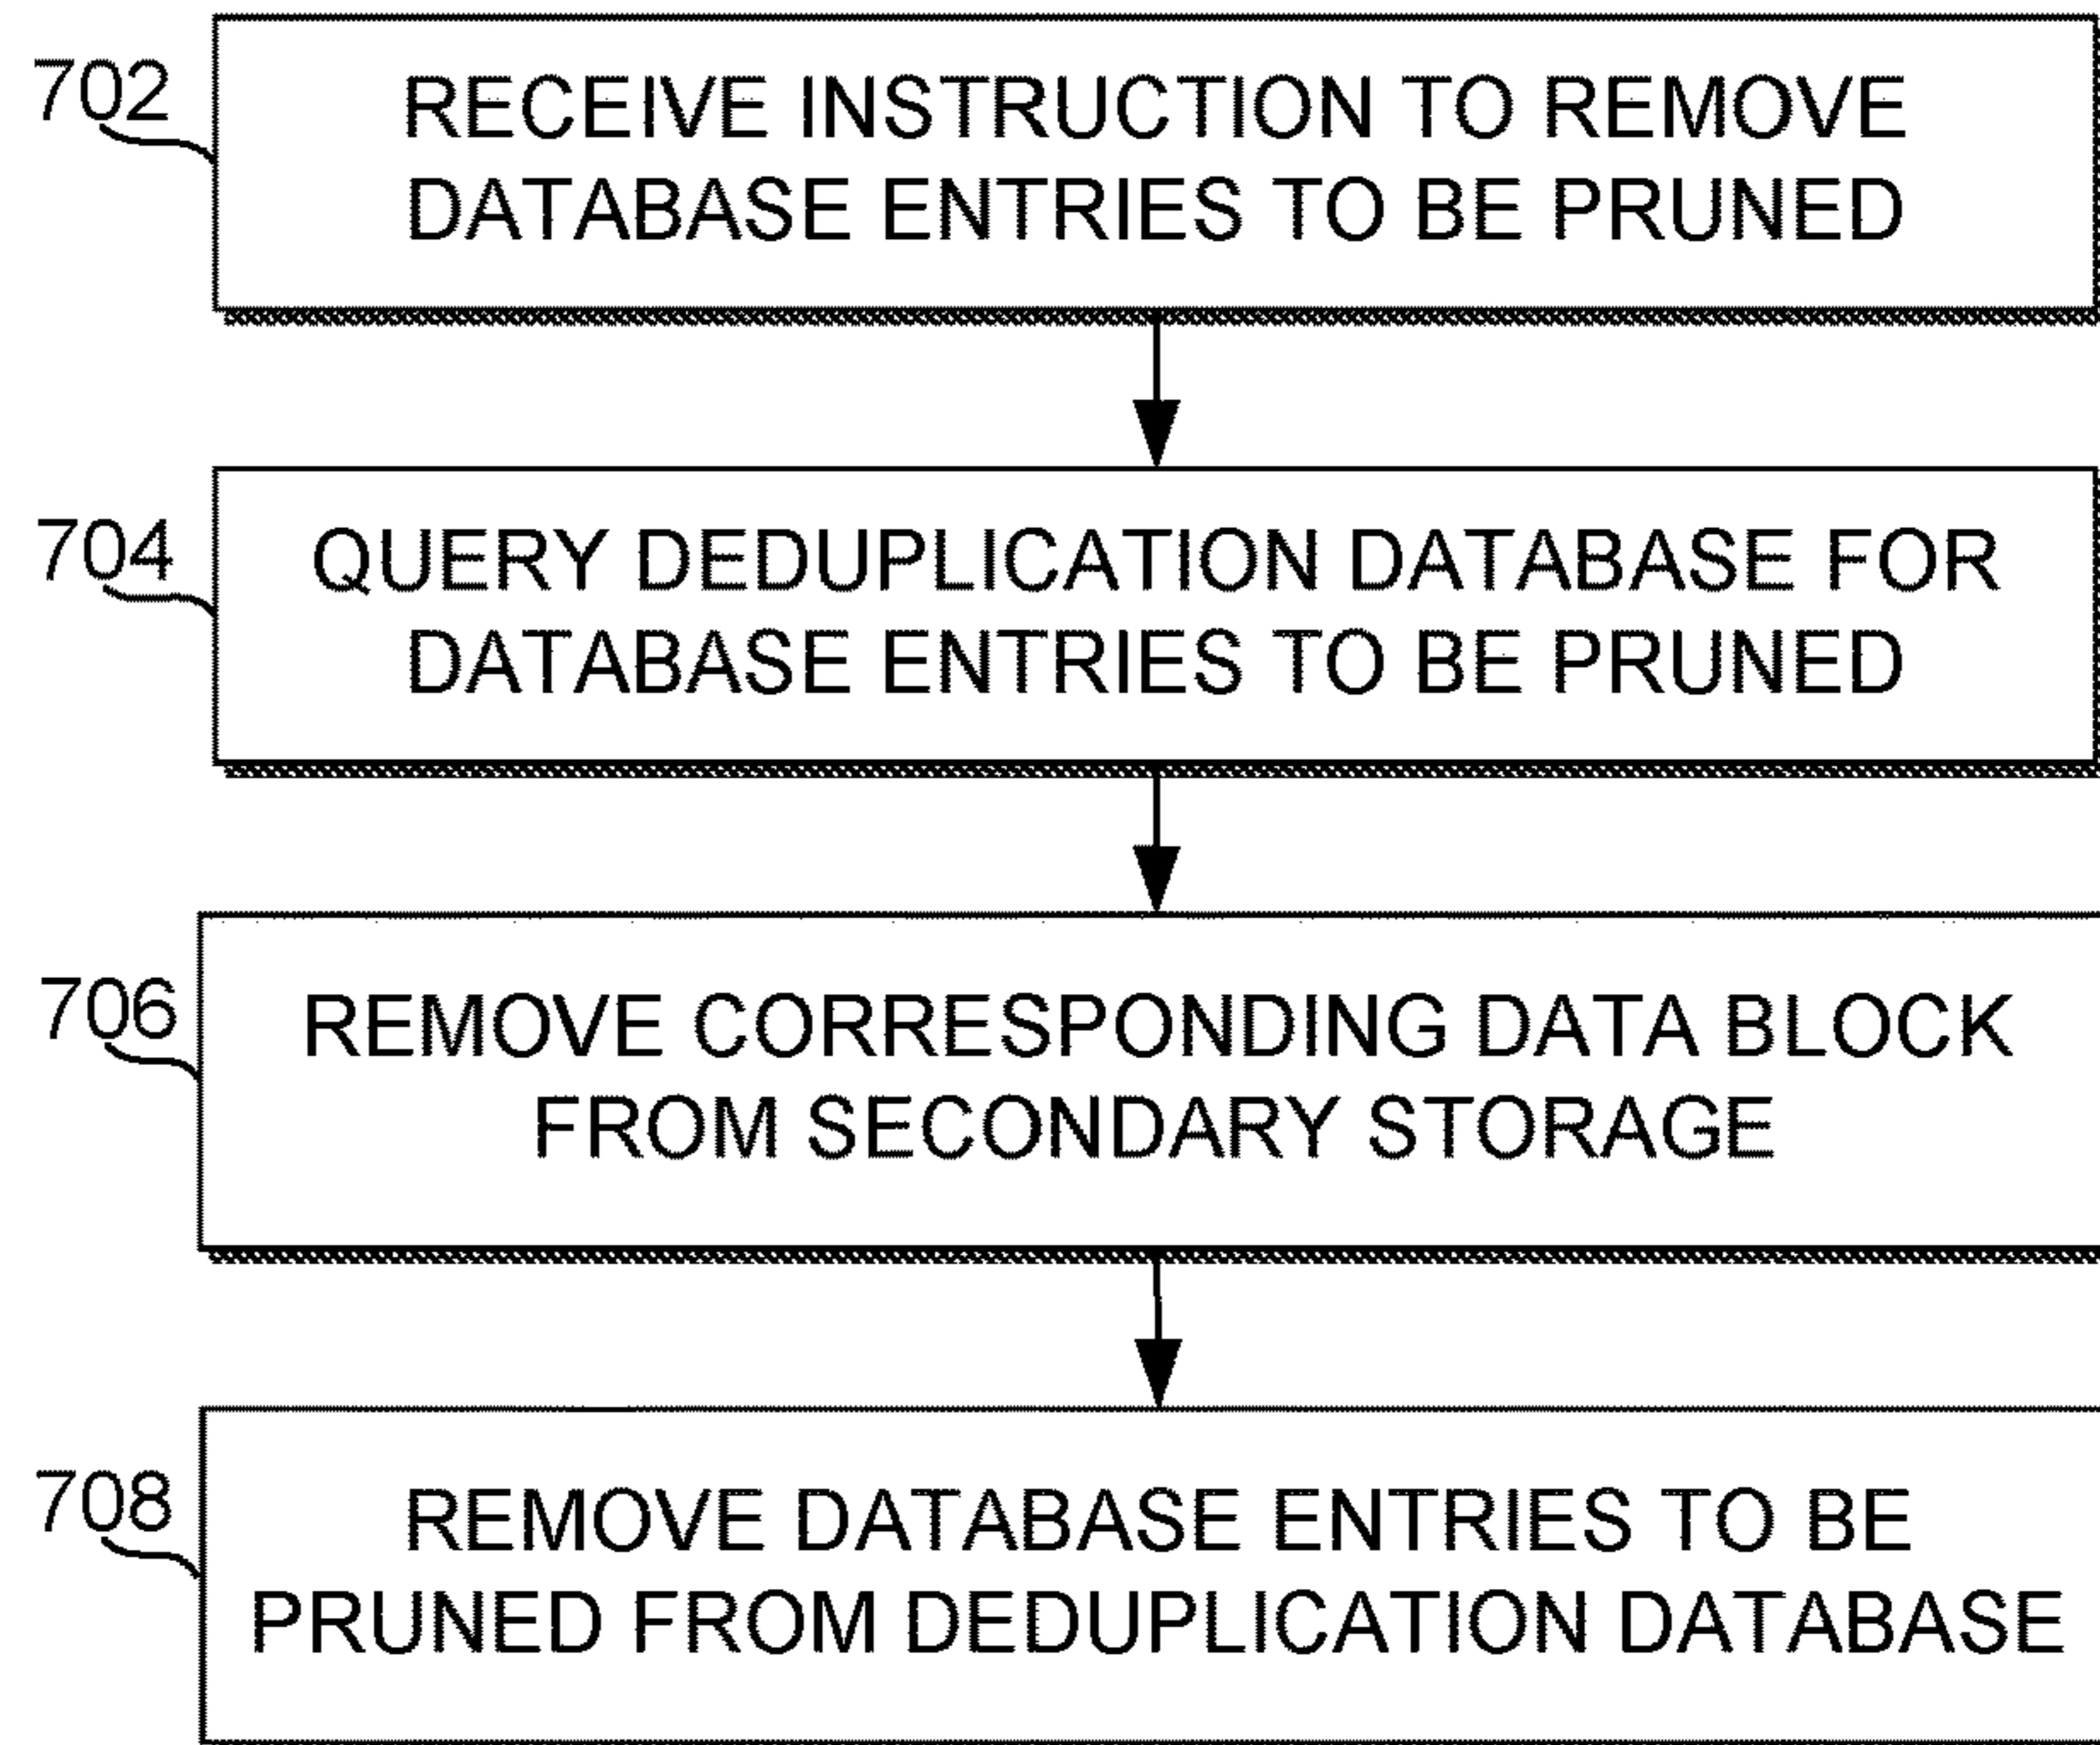 702
RECEIVE INSTRUCTION TO REMOVE
DATABASE ENTRIES TO BE PRUNED
704
QUERY DEDUPLICATION DATABASE FOR
DATABASE ENTRIES TO BE PRUNED
706
REMOVE CORRESPONDING DATA BLOCK
FROM SECONDARY STORAGE
708
REMOVE DATABASE ENTRIES TO BE
PRUNED FROM DEDUPLICATION DATABASE